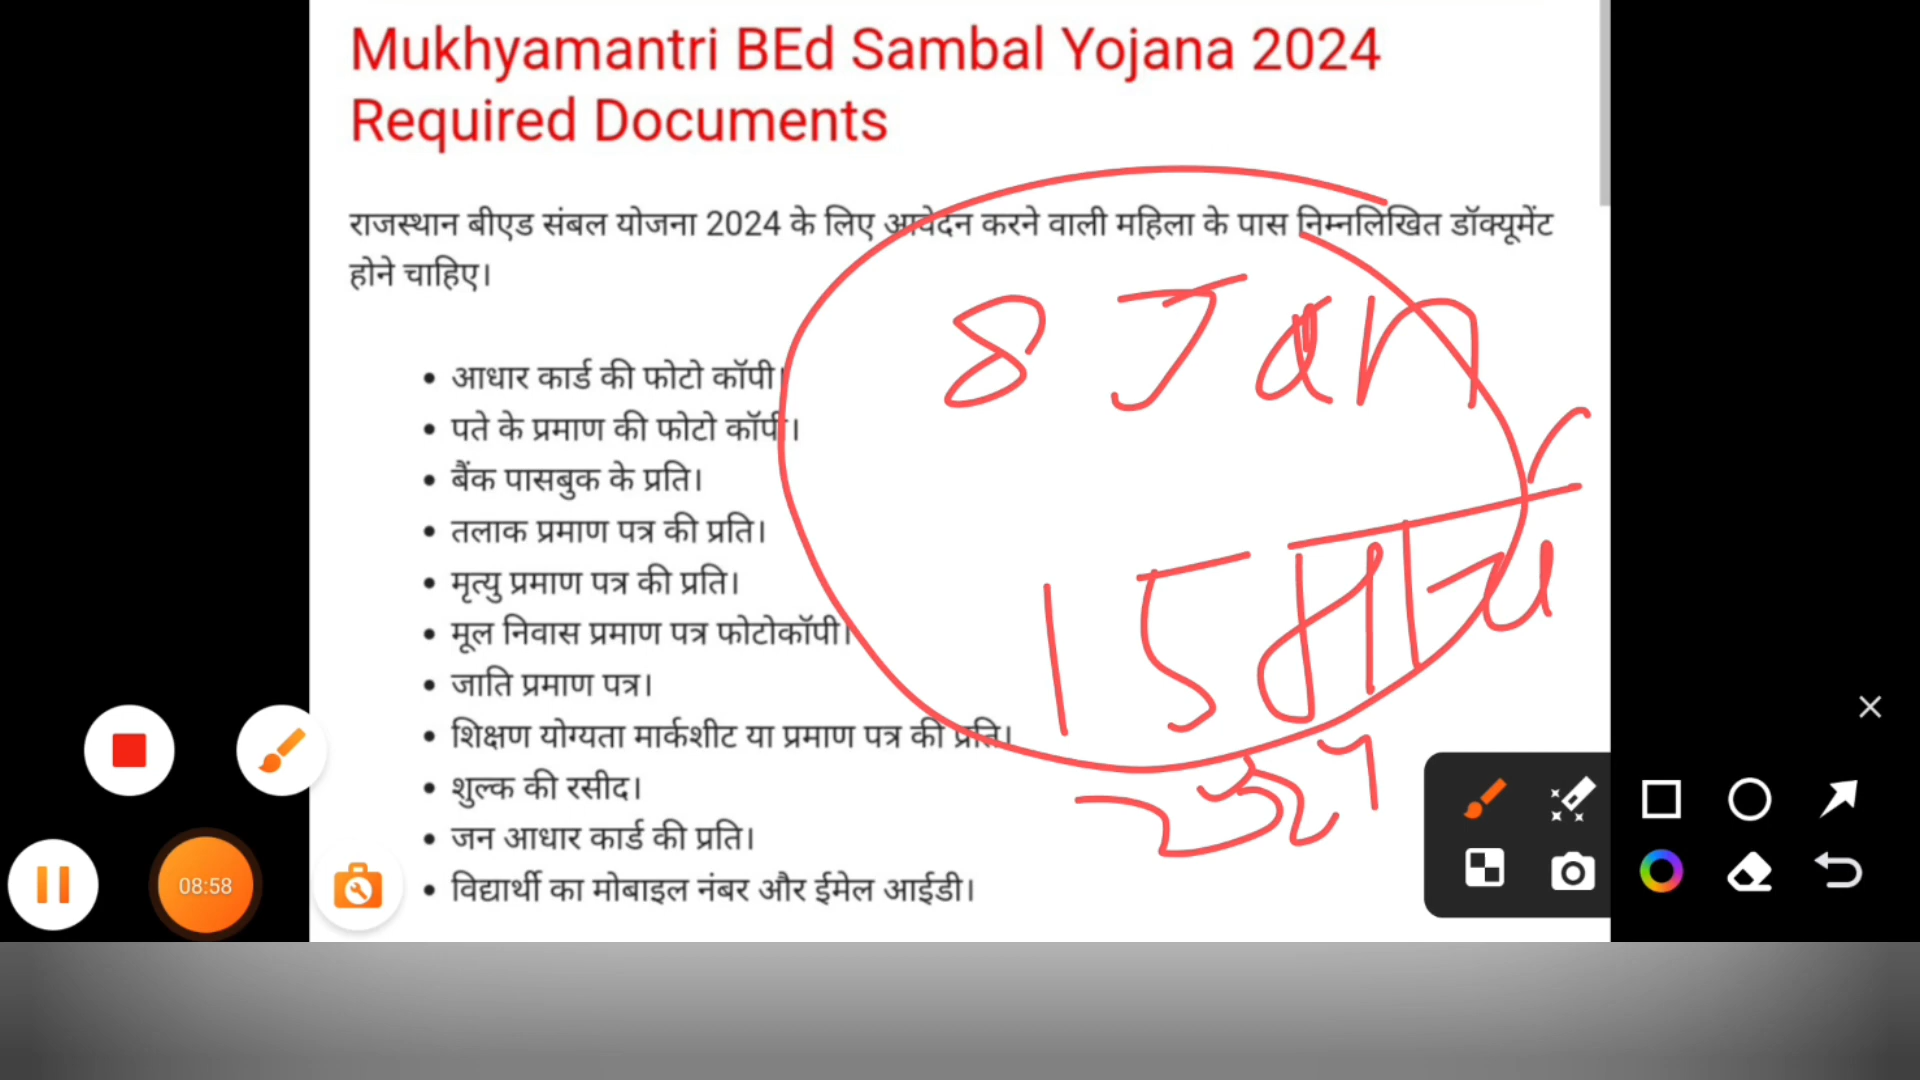 Mukhyamantri BEd Sambal Yojana 2024
Required Documents
राजस्थान बीएड संबल योजना 2024 के लिए आवेदन करने वाली महिला के पास निम्नलिखित डॉक्यूमेंट
होने चाहिए।
8 Jan
आधार कार्ड की फोटो कॉपी।
पते के प्रमाण की फोटो कॉपी।
बैंक पासबुक के प्रति।
तलाक प्रमाण पत्र की प्रति।
मृत्यु प्रमाण पत्र की प्रति।
15 मार्च
मूल निवास प्रमाण पत्र फोटोकॉपी।
जाति प्रमाण पत्र।
शिक्षण योग्यता मार्कशीट या प्रमाण पत्र की प्रति।
शुल्क की रसीद।
जन आधार कार्ड की प्रति।
विद्यार्थी का मोबाइल नंबर और ईमेल आईडी।
08:58